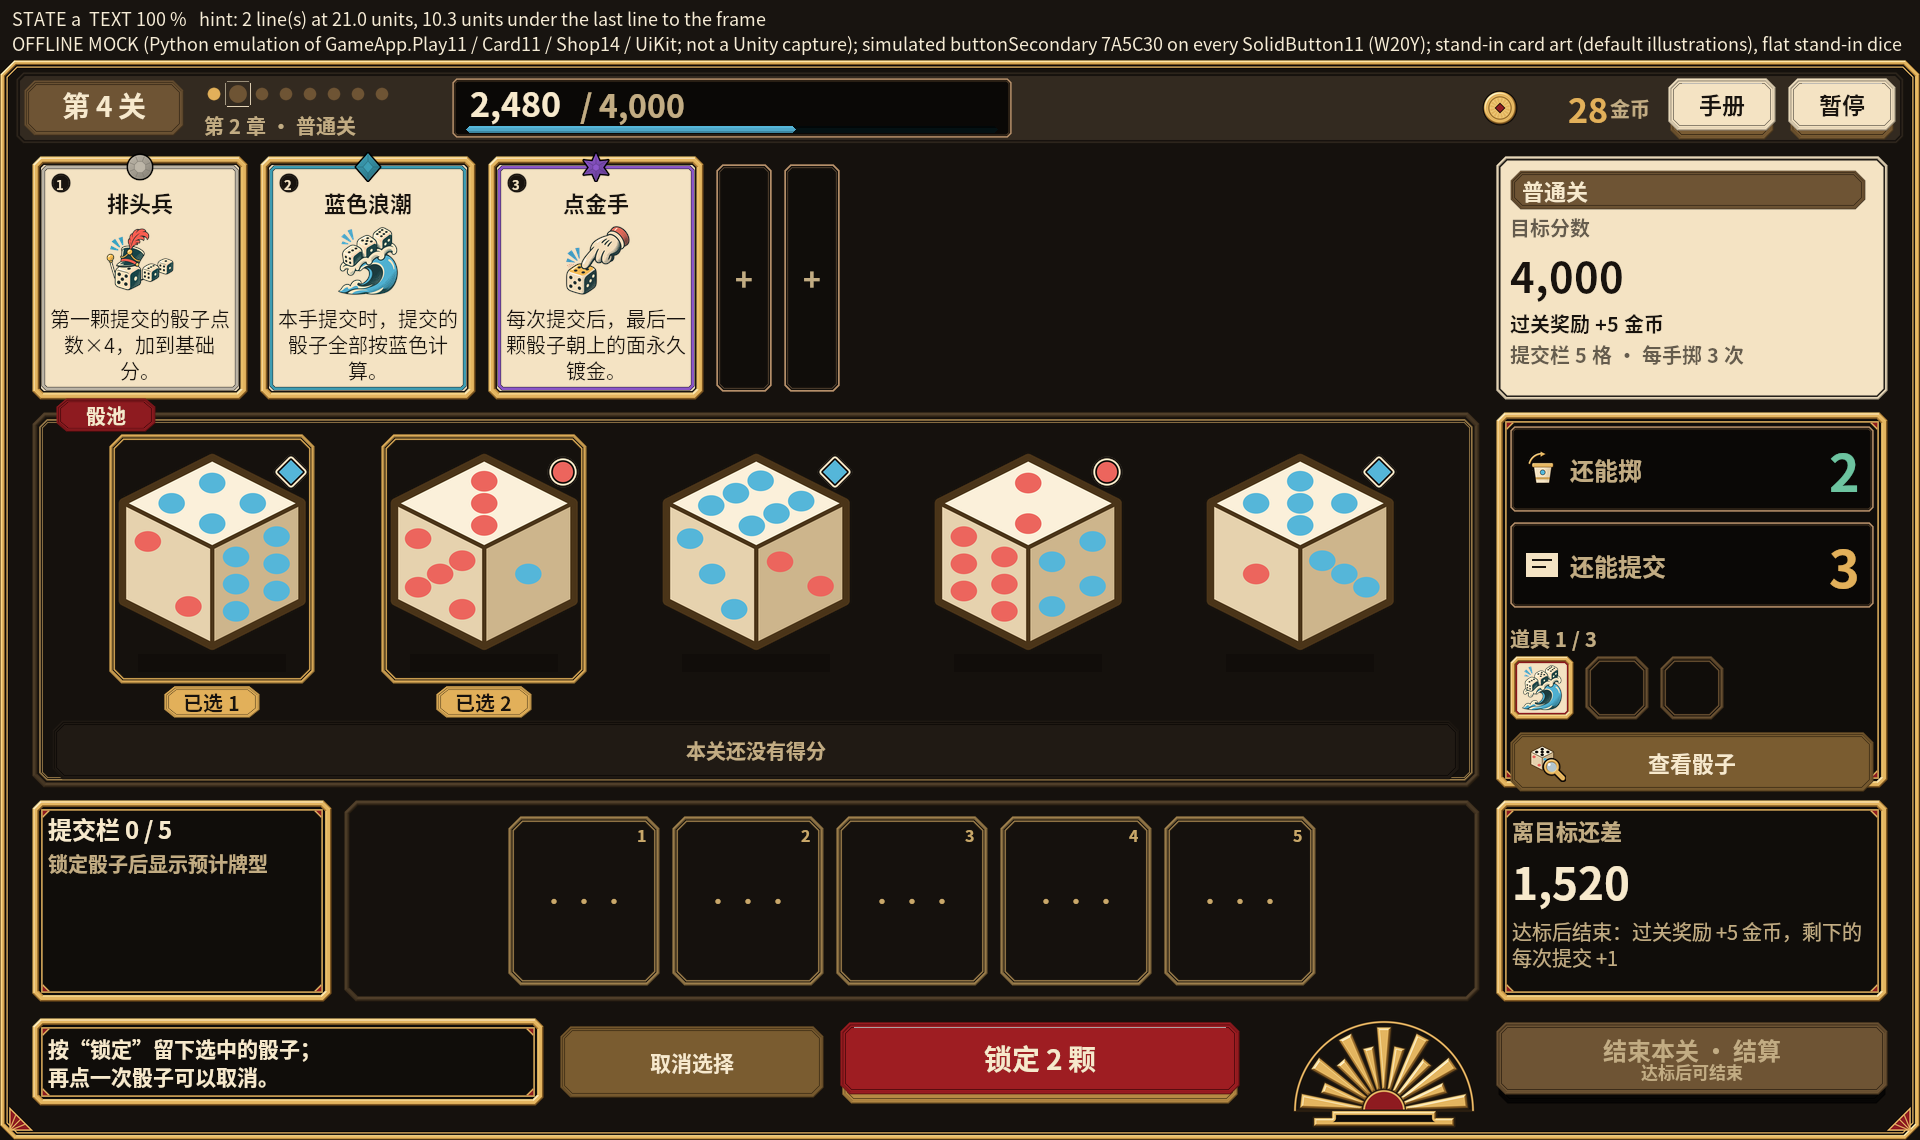 STATE a  TEXT 100 %   hint: 2 line(s) at 21.0 units, 10.3 units under the last line to the frame
OFFLINE MOCK (Python emulation of GameApp.Play11 / Card11 / Shop14 / UiKit; not a Unity capture); simulated buttonSecondary 7A5C30 on every SolidButton11 (W20Y); stand-in card art (default illustrations), flat stand-in dice
第 4 关
第 2 章 · 普通关
2,480 / 4,000
28金币
手册
暂停
1
排头兵
第一颗提交的骰子点
数×4，加到基础
分。
2
蓝色浪潮
本手提交时，提交的
骰子全部按蓝色计
算。
3
点金手
每次提交后，最后一
颗骰子朝上的面永久
镀金。
+
+
普通关
目标分数
4,000
过关奖励 +5 金币
提交栏 5 格 · 每手掷 3 次
骰池
已选 1
已选 2
本关还没有得分
还能掷
2
还能提交
3
道具 1 / 3
查看骰子
提交栏 0 / 5
锁定骰子后显示预计牌型
1
· · ·
2
· · ·
3
· · ·
4
· · ·
5
· · ·
离目标还差
1,520
达标后结束：过关奖励 +5 金币，剩下的
每次提交 +1
按“锁定”留下选中的骰子；
再点一次骰子可以取消。
取消选择
锁定 2 颗
结束本关 · 结算
达标后可结束